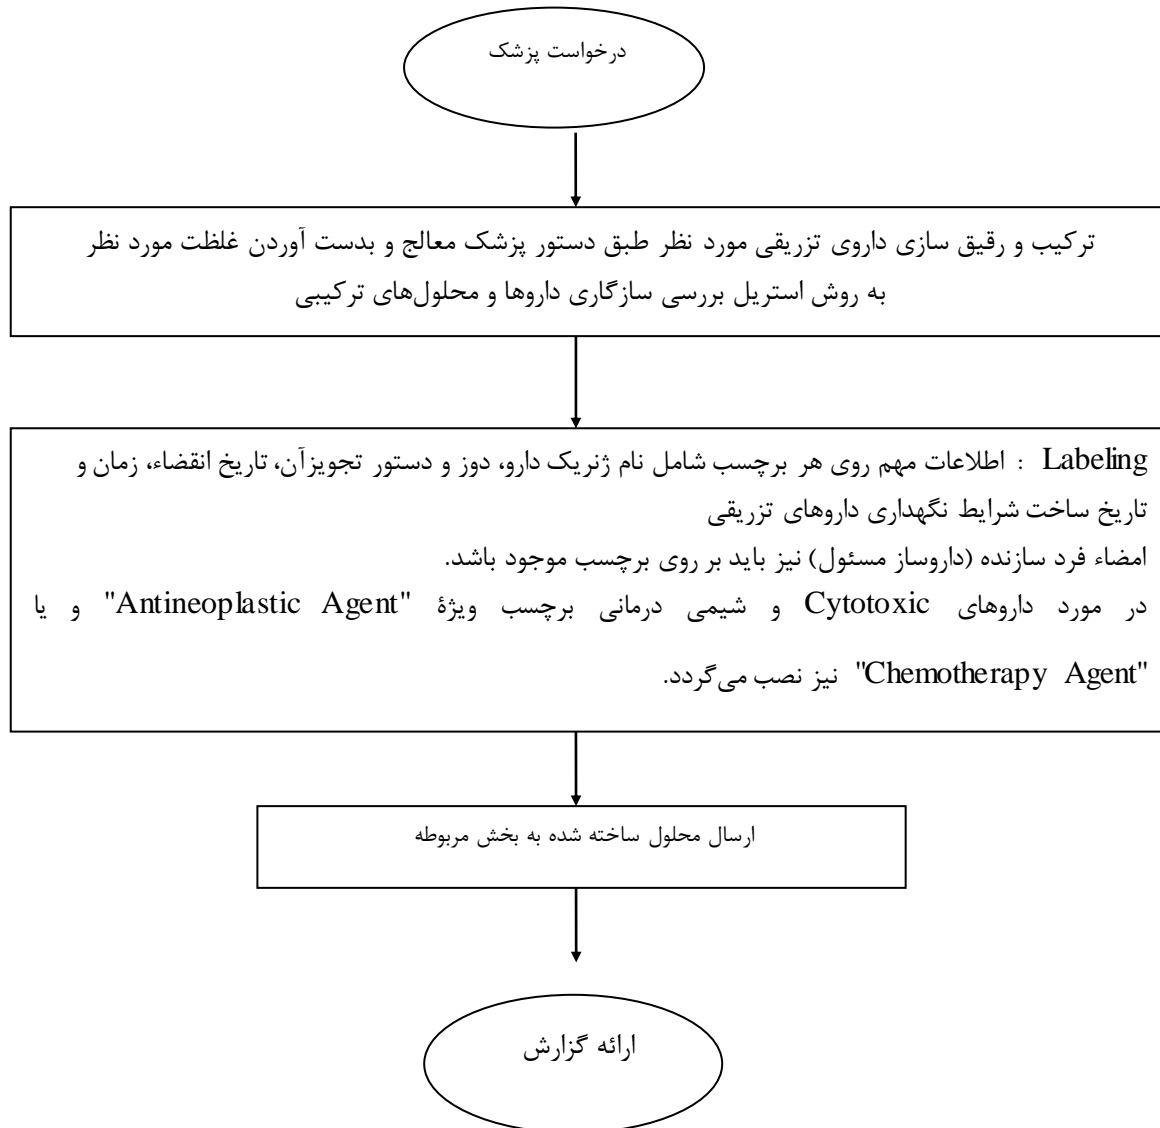 درخواست پزشک
ترکیب و رقیق سازی داروی تزریقی مورد نظر طبق دستور پزشک معالج و بدست آوردن غلظت مورد نظر
به روش استریل بررسی سازگاری داروها و محلول‌های ترکیبی
Labeling : اطلاعات مهم روی هر برچسب شامل نام ژنریک دارو، دوز و دستور تجویزآن، تاریخ انقضاء، زمان و
تاریخ ساخت شرایط نگهداری داروهای تزریقی
امضاء فرد سازنده (داروساز مسئول) نیز باید بر روی برچسب موجود باشد.
در مورد داروهای Cytotoxic و شیمی درمانی برچسب ویژۀ "Antineoplastic Agent" و یا
"Chemotherapy Agent" نیز نصب می‌گردد.
ارسال محلول ساخته شده به بخش مربوطه
ارائه گزارش